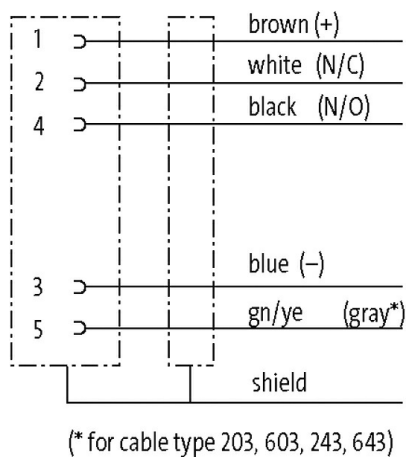 1 brown (+)
2 white (N/C)
4 black (N/O)
3 blue (–)
5 gn/ye (gray*)
shield
(* for cable type 203, 603, 243, 643)